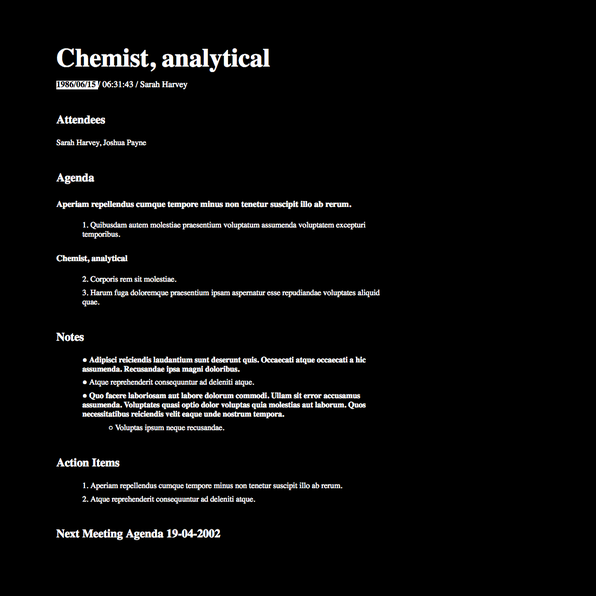 Chemist, analytical
1986/06/15 / 06:31:43 / Sarah Harvey
Attendees
Sarah Harvey, Joshua Payne
Agenda
Aperiam repellendus cumque tempore minus non tenetur suscipit illo ab rerum.
1. Quibusdam autem molestiae praesentium voluptatum assumenda voluptatem excepturi
temporibus.
Chemist, analytical
2. Corporis rem sit molestiae.
3. Harum fuga doloremque praesentium ipsam aspernatur esse repudiandae voluptates aliquid
quae.
Notes
● Adipisci reiciendis laudantium sunt deserunt quis. Occaecati atque occaecati a hic
assumenda. Recusandae ipsa magni doloribus.
● Atque reprehenderit consequuntur ad deleniti atque.
● Quo facere laboriosam aut labore dolorum commodi. Ullam sit error accusamus
assumenda. Voluptates quasi optio dolor voluptas quia molestias aut laborum. Quos
necessitatibus reiciendis velit eaque unde nostrum tempora.
○ Voluptas ipsum neque recusandae.
Action Items
1. Aperiam repellendus cumque tempore minus non tenetur suscipit illo ab rerum.
2. Atque reprehenderit consequuntur ad deleniti atque.
Next Meeting Agenda 19-04-2002